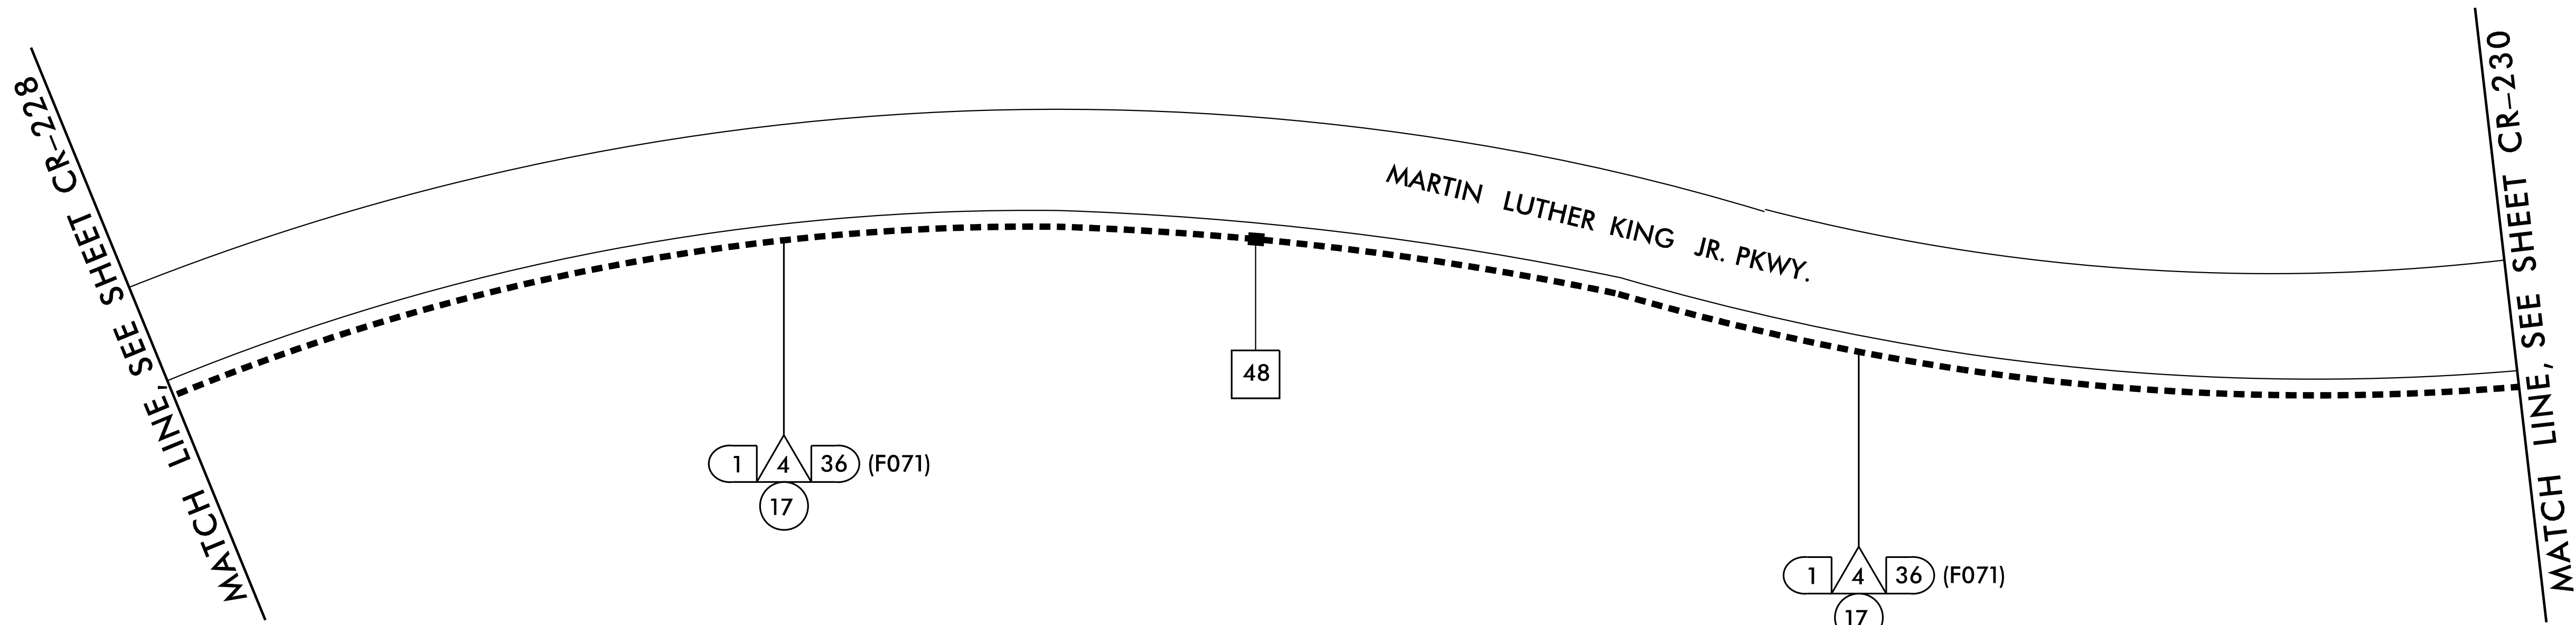 MATCH LINE, SEE SHEET CR-228
MARTIN LUTHER KING JR. PKWY.
MATCH LINE, SEE SHEET CR-230
48
1 4 36 (F071)
17
1 4 36 (F071)
17